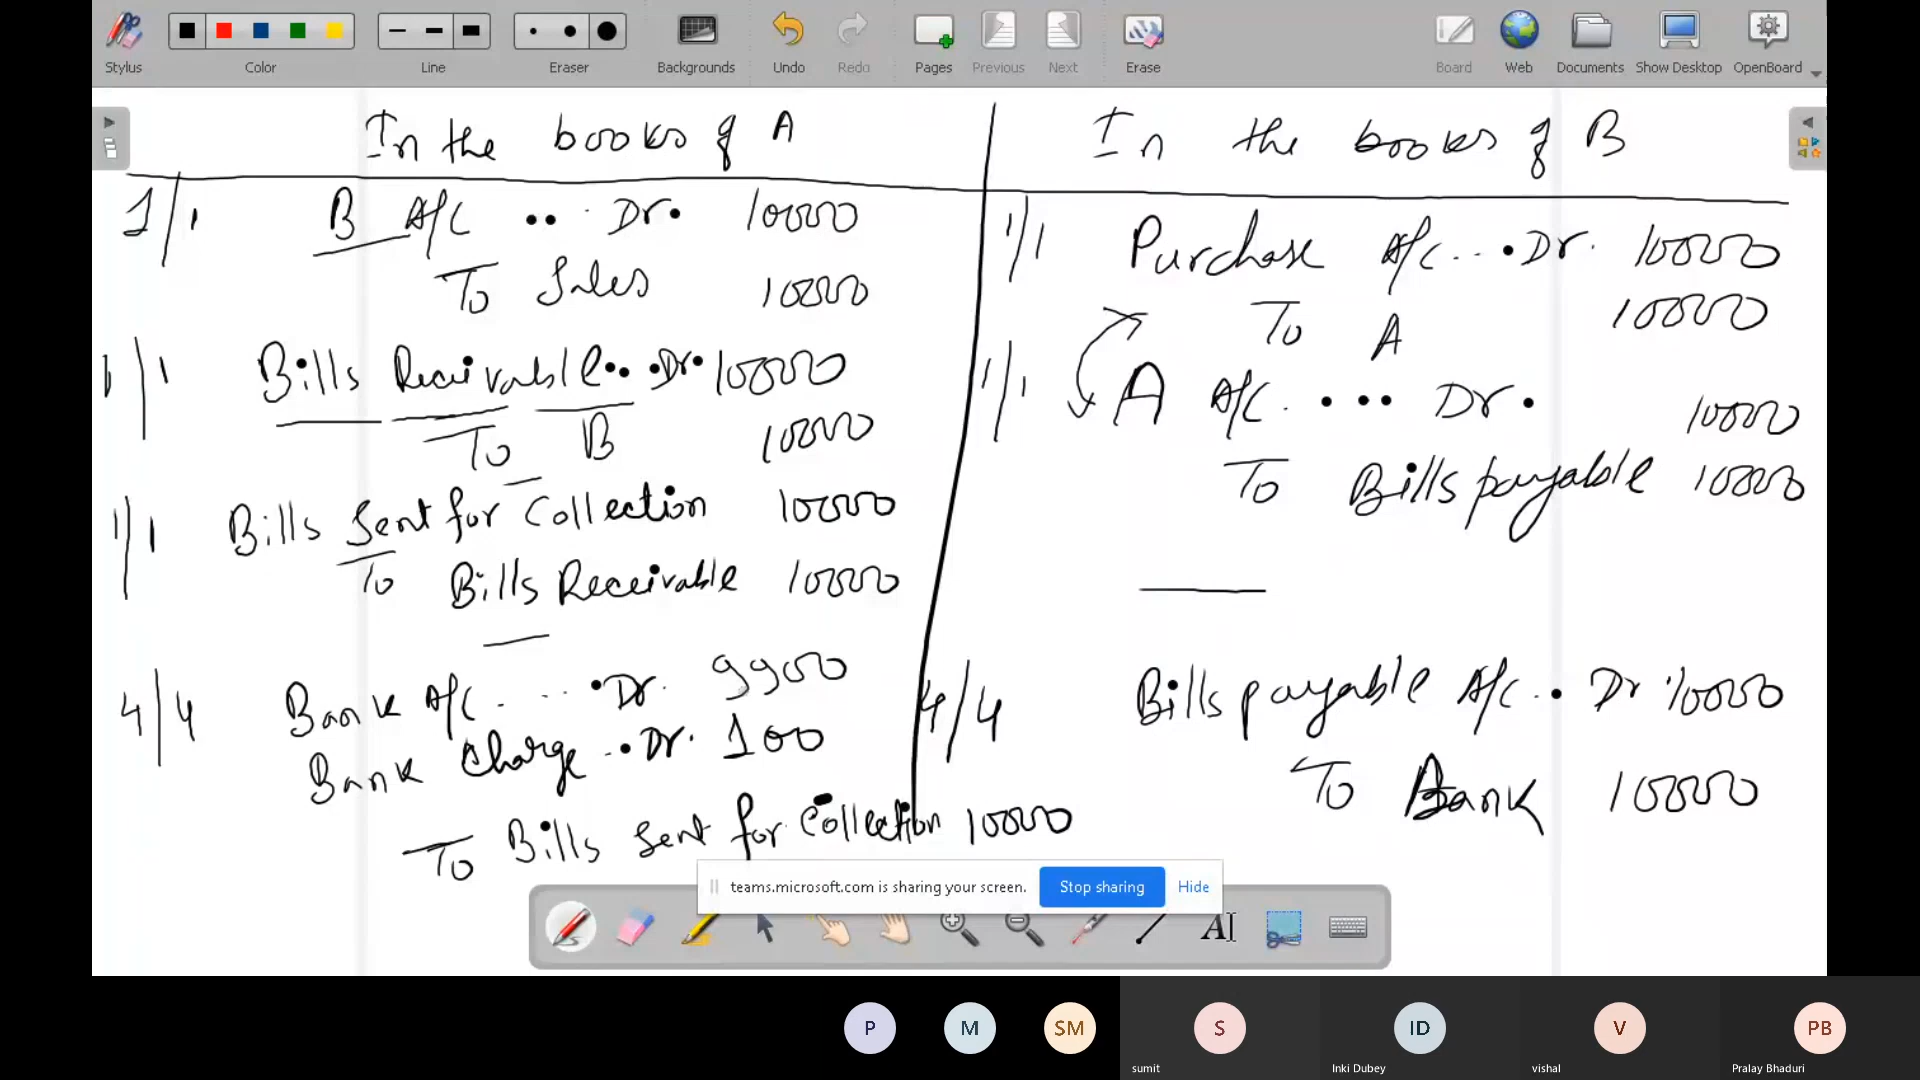 Stylus
Color
Line
Eraser
Backgrounds
Undo
Redo
Pages
Previous
Next
Erase
Board
Web
Documents
Show Desktop
OpenBoard
In the books of A
1/1 B A/C ... Dr. 10000
To Sales 10000
1/1 Bills Receivable... Dr. 10000
To B 10000
1/1 Bills Sent for Collection 10000
To Bills Receivable 10000
4/4 Bank A/C.... Dr. 9900
Bank Charge .. Dr. 100
To Bills Sent for Collection 10000
In the books of B
1/1 Purchase A/C... Dr. 10000
To A 10000
1/1 A A/C.... Dr. 10000
To Bills payable 10000
4/4 Bills payable A/C.. Dr 10000
To Bank 10000
teams.microsoft.com is sharing your screen.
Stop sharing
Hide
A
P
M
SM
S
ID
V
PB
sumit
Inki Dubey
vishal
Pralay Bhaduri